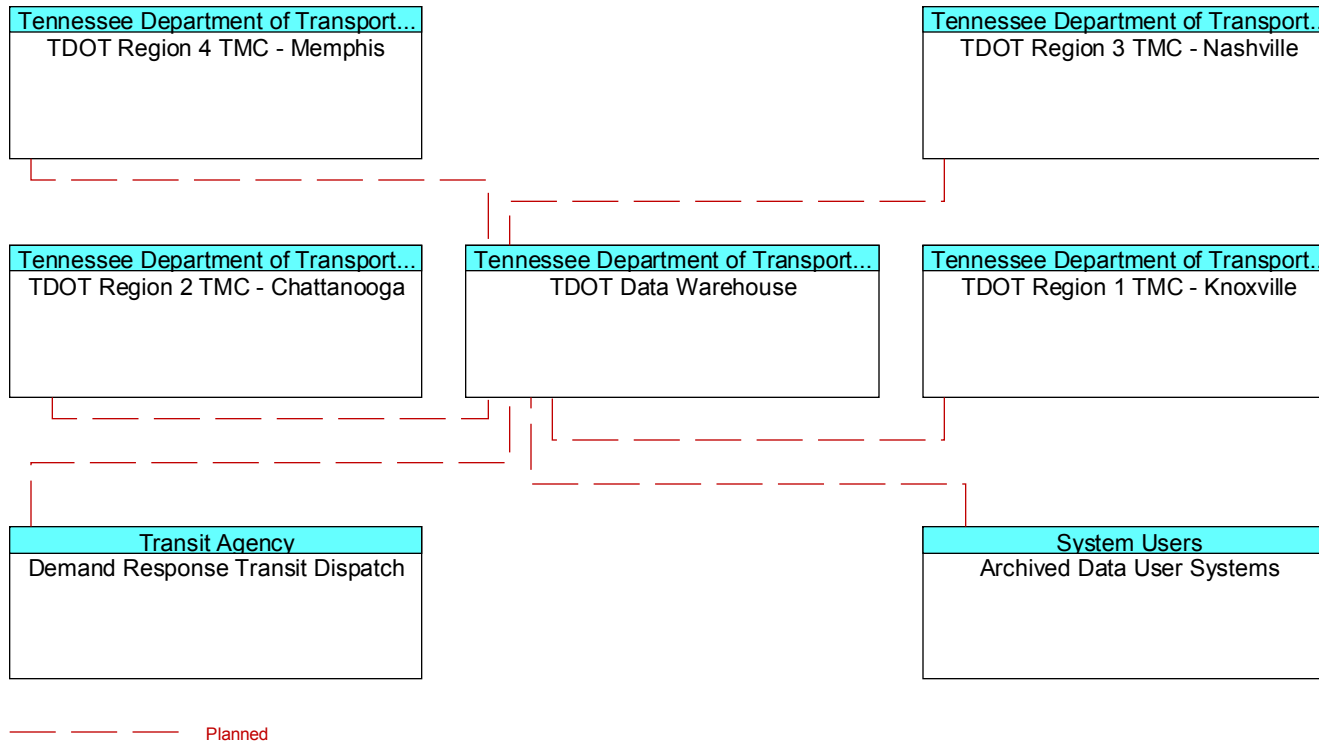 Tennessee Department of Transport...
TDOT Region 4 TMC - Memphis
Tennessee Department of Transport...
TDOT Region 3 TMC - Nashville
Tennessee Department of Transport...
TDOT Region 2 TMC - Chattanooga
Tennessee Department of Transport...
TDOT Data Warehouse
Tennessee Department of Transport...
TDOT Region 1 TMC - Knoxville
Transit Agency
Demand Response Transit Dispatch
System Users
Archived Data User Systems
Planned